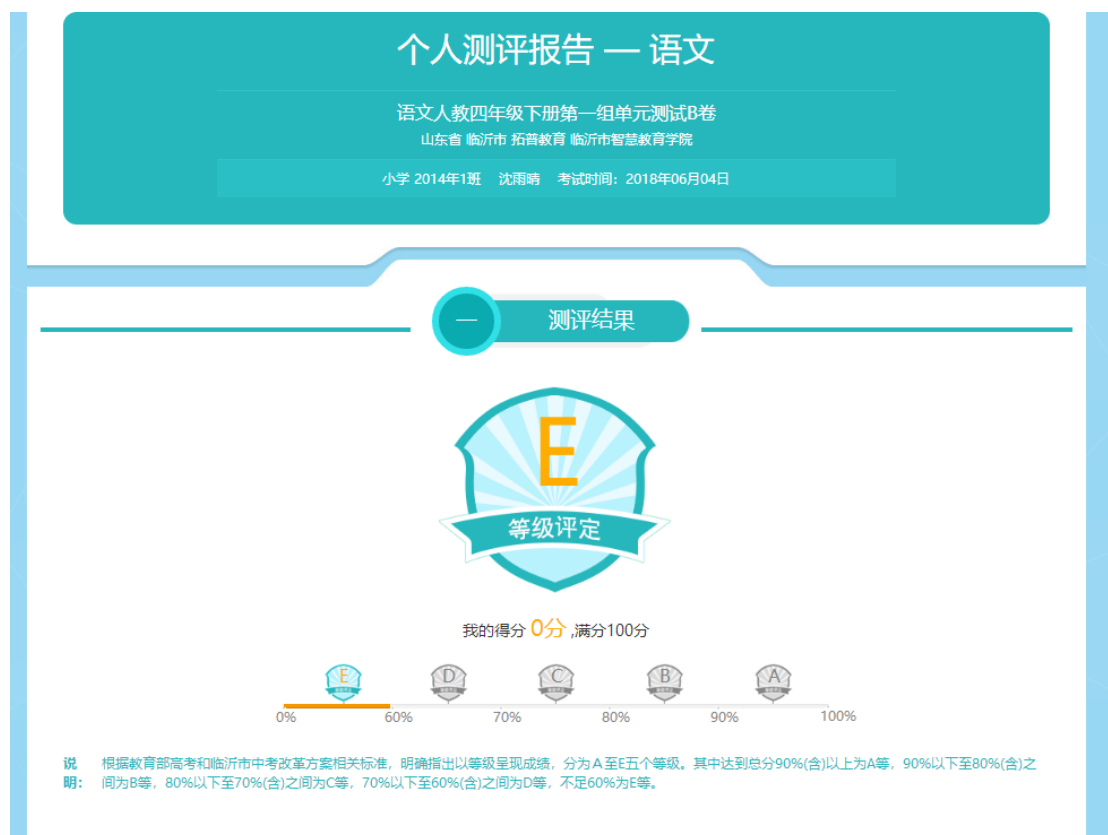 个人测评报告 — 语文
语文人教四年级下册第一组单元测试B卷
山东省 临沂市 拓普教育 临沂市智慧教育学院
小学 2014年1班 沈雨晴 考试时间：2018年06月04日
一 测评结果
E
等级评定
我的得分 0分 ,满分100分
E D C B A
0% 60% 70% 80% 90% 100%
说 根据教育部高考和临沂市中考改革方案相关标准，明确指出以等级呈现成绩，分为A至E五个等级。其中达到总分90%(含)以上为A等，90%以下至80%(含)之
明： 间为B等，80%以下至70%(含)之间为C等，70%以下至60%(含)之间为D等，不足60%为E等。